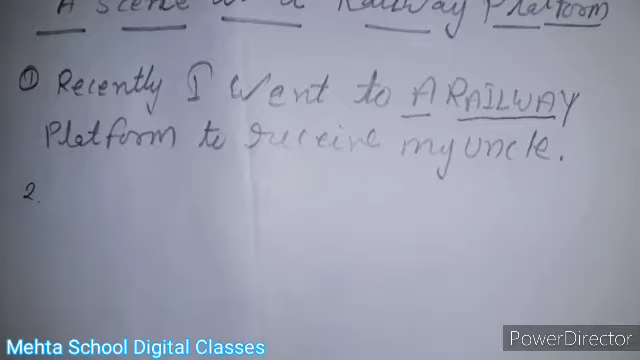 A Scene at a Railway Platform
① Recently I Went to A RAILWAY
Platform to receive my uncle.
2.
Mehta School Digital Classes
PowerDirector